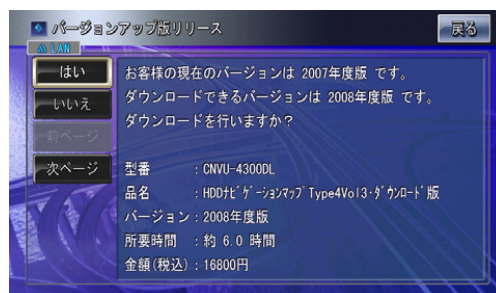 バージョンアップ版リリース
戻る
LAN
はい
いいえ
前ページ
次ページ
お客様の現在のバージョンは 2007年度版 です。
ダウンロードできるバージョンは 2008年度版 です。
ダウンロードを行いますか？
型番 : CNVU-4300DL
品名 : HDDﾅﾋﾞｹﾞｰｼｮﾝﾏｯﾌﾟ Type4Vol3･ﾀﾞｳﾝﾛｰﾄﾞ版
バージョン : 2008年度版
所要時間 : 約 6.0 時間
金額(税込) : 16800円